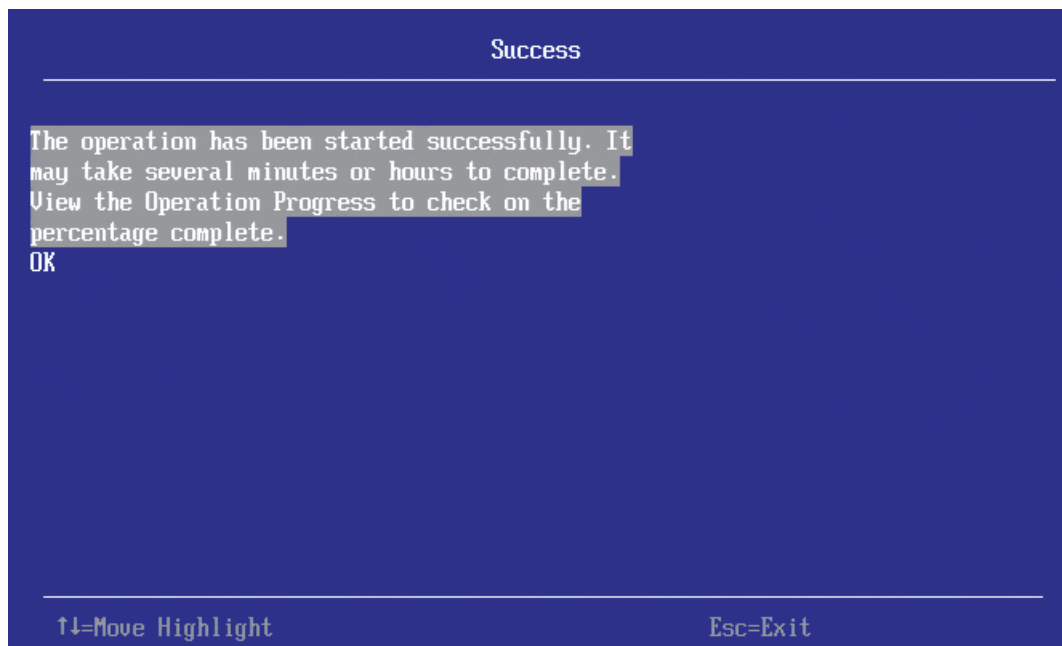 Success
The operation has been started successfully. It
may take several minutes or hours to complete.
View the Operation Progress to check on the
percentage complete.
OK
↑↓=Move Highlight Esc=Exit